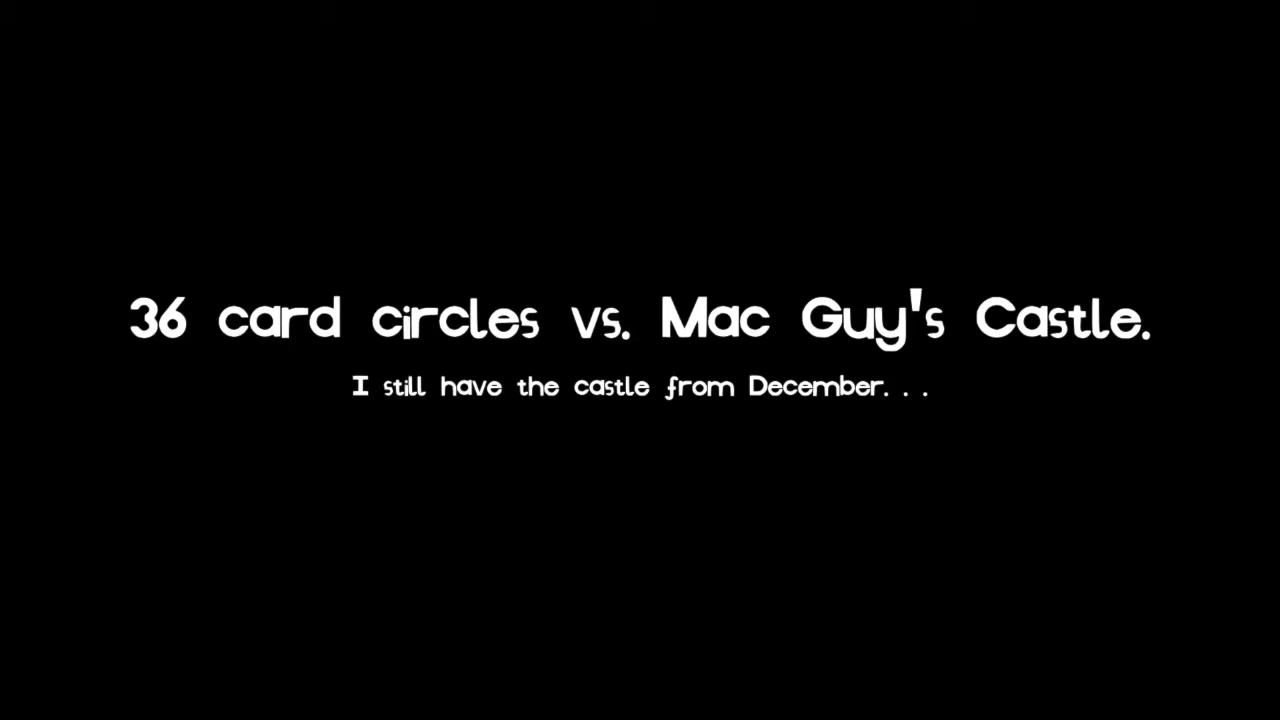 36 card circles vs. Mac Guy's Castle.
I still have the castle from December. . .